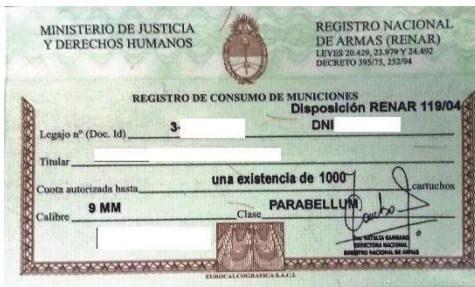 MINISTERIO DE JUSTICIA
Y DERECHOS HUMANOS
REGISTRO NACIONAL
DE ARMAS (RENAR)
LEYES 20.429, 23.979 Y 24.492
DECRETO 395/75, 252/94
REGISTRO DE CONSUMO DE MUNICIONES
Disposición RENAR 119/04
Legajo nº (Doc. Id) 3- DNI
Titular
Cuota autorizada hasta una existencia de 1000 cartuchos
Calibre 9 MM Clase PARABELLUM
NATALIA GAMBARO
DIRECTORA NACIONAL
REGISTRO NACIONAL DE ARMAS
EUROCALCOGRAFICA S.A.C.I.